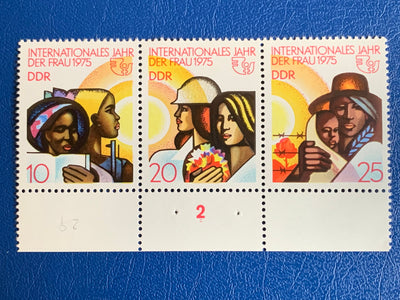 INTERNATIONALES JAHR
DER FRAU 1975
DDR
10
INTERNATIONALES JAHR
DER FRAU 1975
20
INTERNATIONALES JAHR
DER FRAU 1975
DDR
25
2